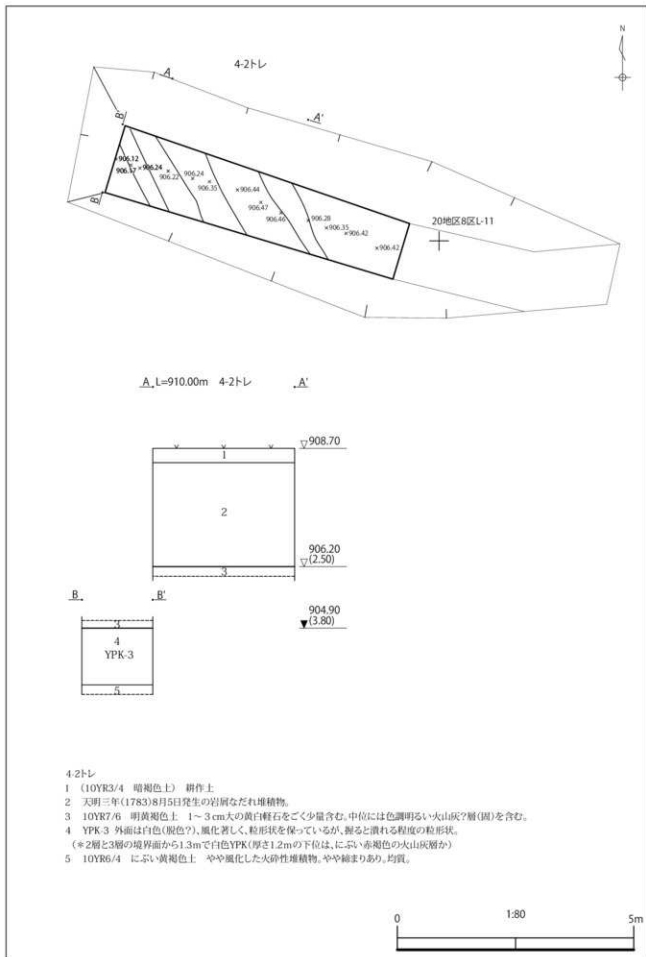 N
4-2トレ
A
A'
B'
B
×906.12
906.17
×906.24
906.22
906.24
906.35
×906.44
906.47
906.46
×906.28
906.35
906.42
×906.42
20地区8区L-11
A L=910.00m 4-2トレ A'
▽908.70
1
2
906.20
▽(2.50)
3
B B'
904.90
▼(3.80)
3
4
YPK-3
5
4-2トレ
1 (10YR3/4 暗褐色土) 耕作土
2 天明三年(1783)8月5日発生の岩屑なだれ堆積物。
3 10YR7/6 明黄褐色土 1~3cm大の黄白軽石をごく少量含む。中位には色調明るい火山灰?層(固)を含む。
4 YPK-3 外面は白色(脱色?)、風化著しく、粒形状を保っているが、握ると潰れる程度の粒形状。
(*2層と3層の境界面から1.3mで白色YPK(厚さ1.2mの下位は、にぶい赤褐色の火山灰層か)
5 10YR6/4 にぶい黄褐色土 やや風化した火砕性堆積物。やや締まりあり。均質。
0 1:80 5m